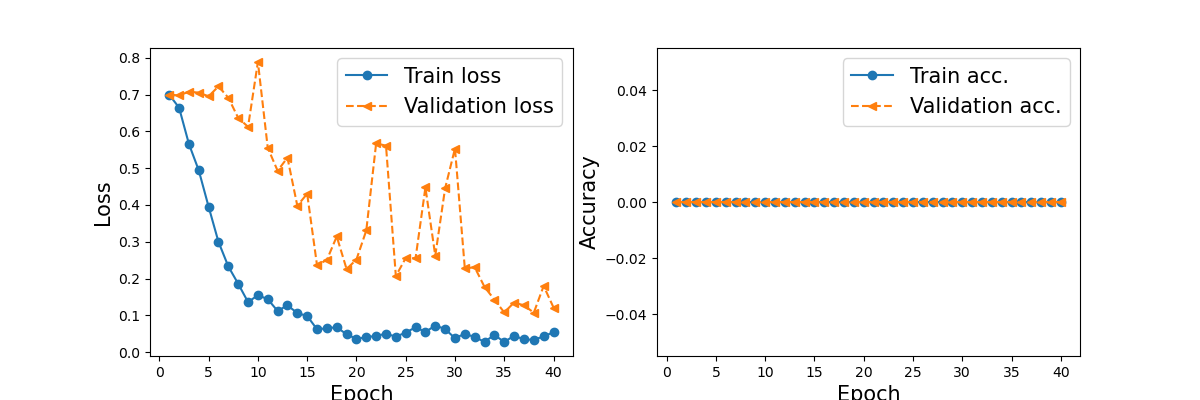 Train loss
Validation loss
Loss
0.8
0.7
0.6
0.5
0.4
0.3
0.2
0.1
0.0
0 5 10 15 20 25 30 35 40
Epoch
Train acc.
Validation acc.
Accuracy
0.04
0.02
0.00
−0.02
−0.04
0 5 10 15 20 25 30 35 40
Epoch